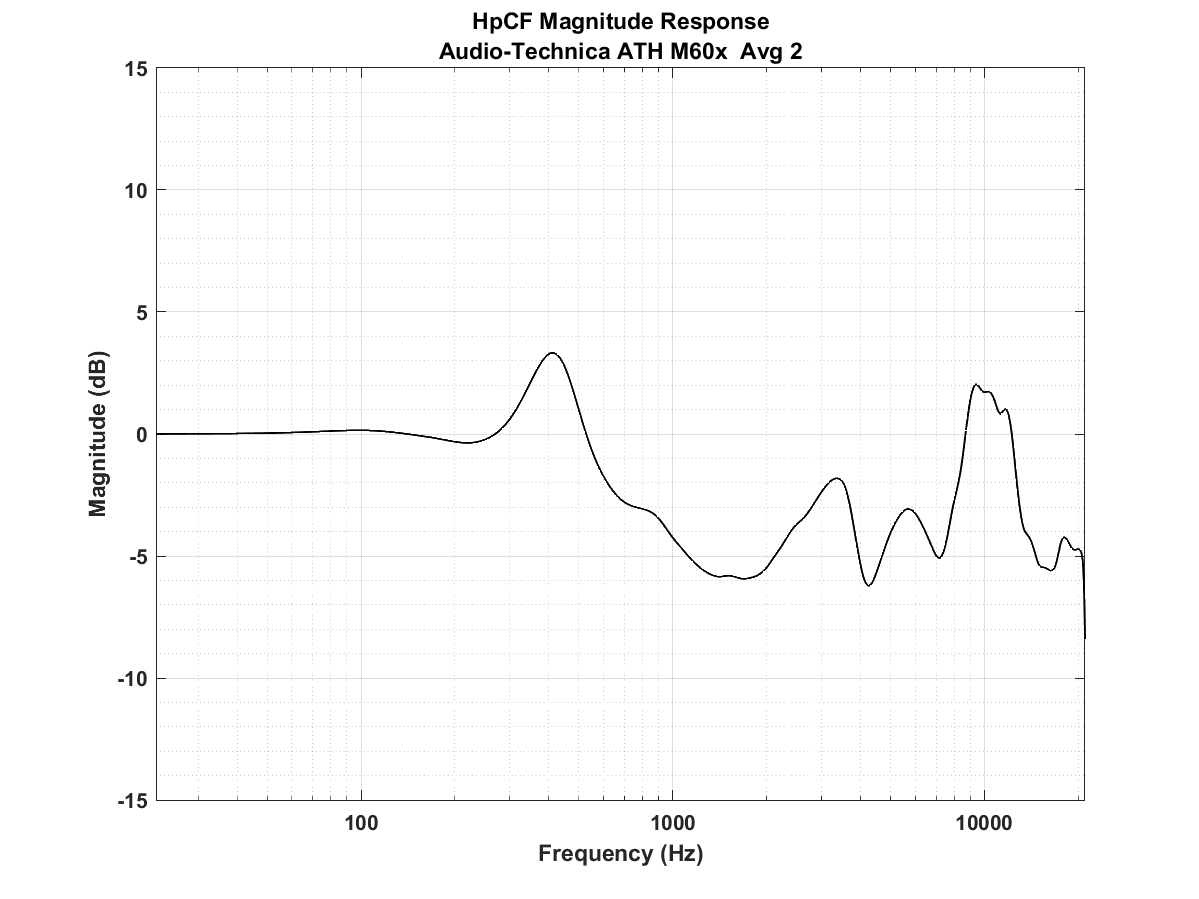 HpCF Magnitude Response
Audio-Technica ATH M60x  Avg 2
15
10
5
0
-5
-10
-15
Magnitude (dB)
100
1000
10000
Frequency (Hz)